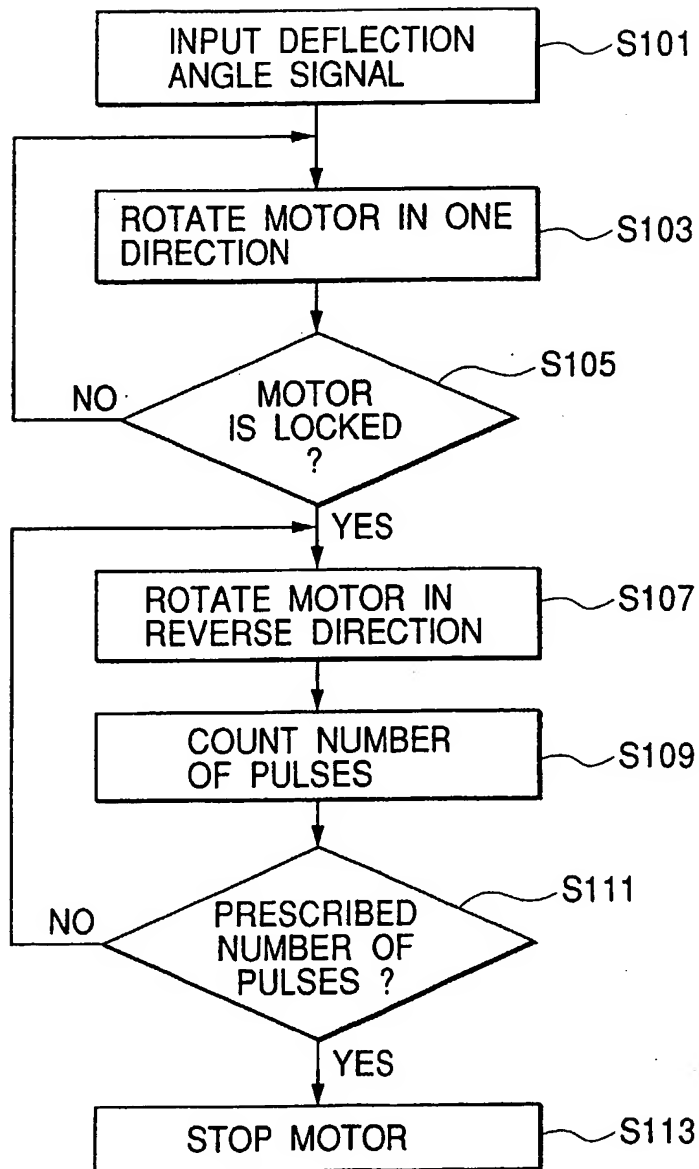 INPUT DEFLECTION
ANGLE SIGNAL
S101
ROTATE MOTOR IN ONE
DIRECTION
S103
MOTOR
IS LOCKED
?
S105
NO
YES
ROTATE MOTOR IN
REVERSE DIRECTION
S107
COUNT NUMBER
OF PULSES
S109
PRESCRIBED
NUMBER OF
PULSES ?
S111
NO
YES
STOP MOTOR
S113